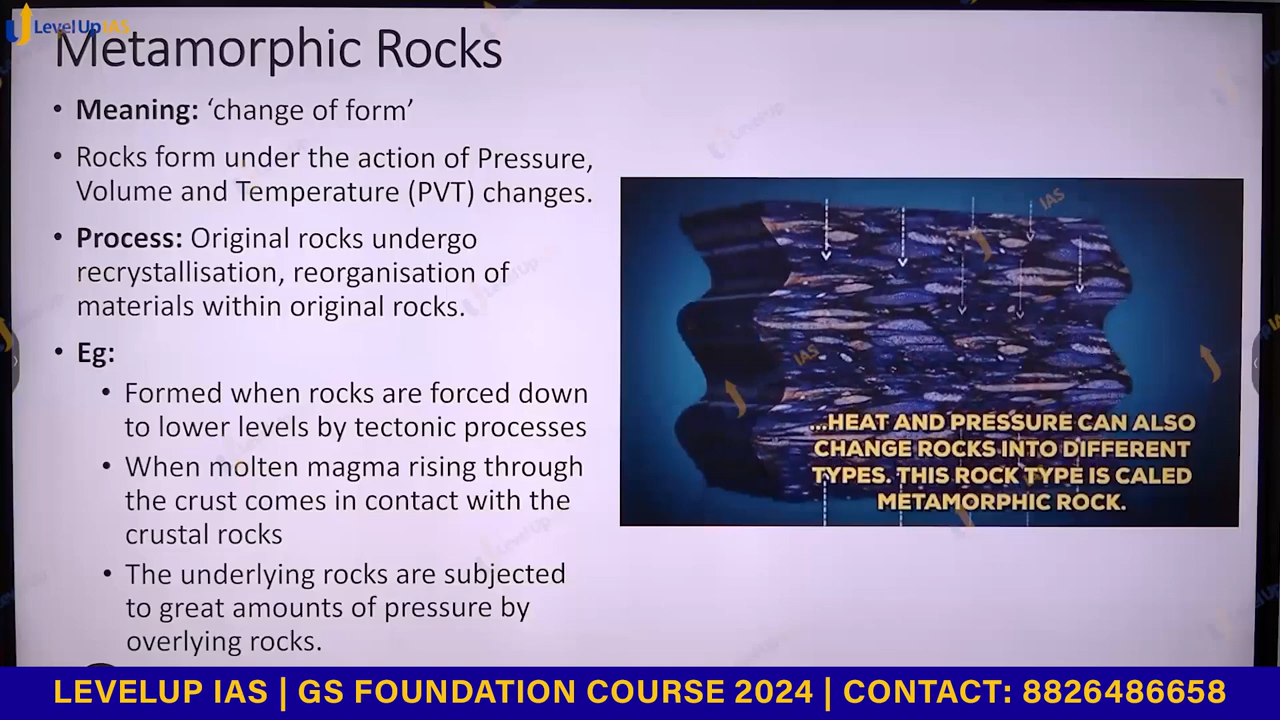 LevelUp IAS
Metamorphic Rocks
• Meaning: ‘change of form’
• Rocks form under the action of Pressure,
Volume and Temperature (PVT) changes.
• Process: Original rocks undergo
recrystallisation, reorganisation of
materials within original rocks.
• Eg:
• Formed when rocks are forced down
to lower levels by tectonic processes
• When molten magma rising through
the crust comes in contact with the
crustal rocks
• The underlying rocks are subjected
to great amounts of pressure by
overlying rocks.
...HEAT AND PRESSURE CAN ALSO
CHANGE ROCKS INTO DIFFERENT
TYPES. THIS ROCK TYPE IS CALED
METAMORPHIC ROCK.
LEVELUP IAS | GS FOUNDATION COURSE 2024 | CONTACT: 8826486658